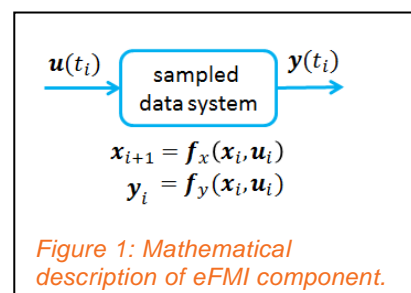 u(tᵢ) sampled data system y(tᵢ)
xᵢ₊₁ = fₓ(xᵢ,uᵢ)
yᵢ = f_y(xᵢ,uᵢ)
Figure 1: Mathematical
description of eFMI component.